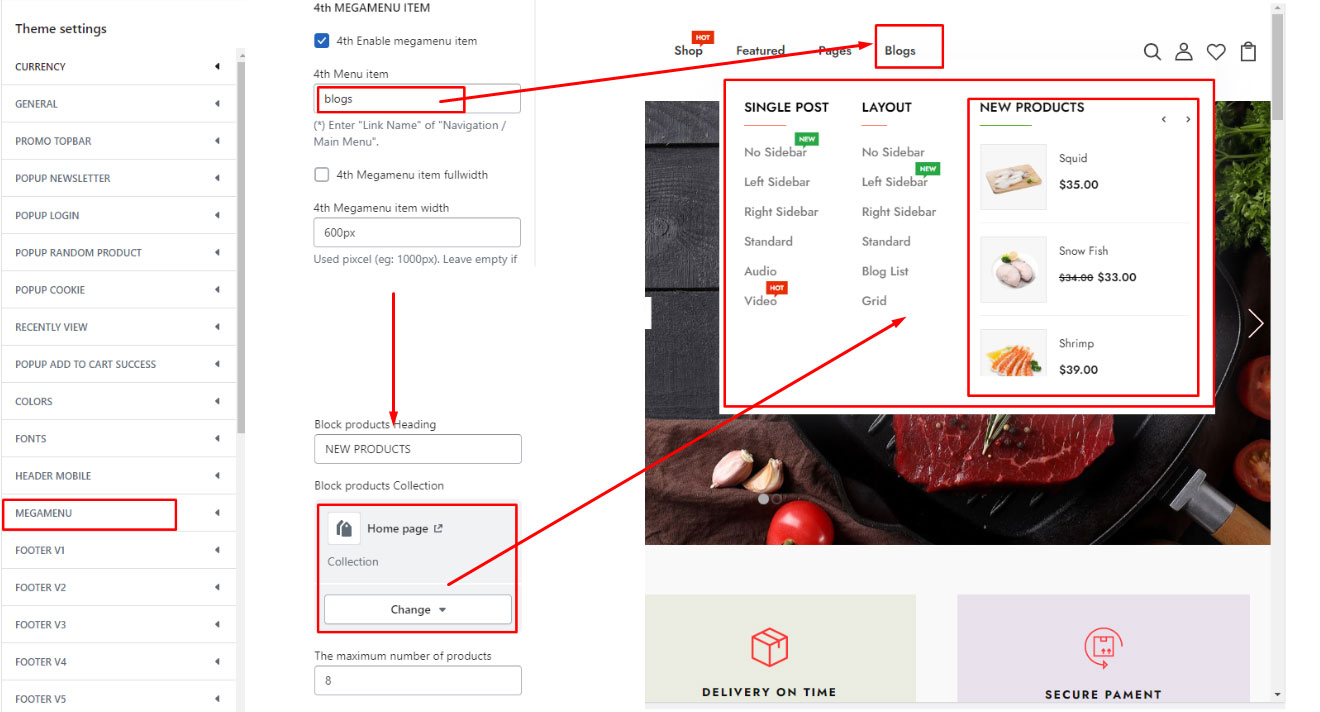 Theme settings
CURRENCY
GENERAL
PROMO TOPBAR
POPUP NEWSLETTER
POPUP LOGIN
POPUP RANDOM PRODUCT
POPUP COOKIE
RECENTLY VIEW
POPUP ADD TO CART SUCCESS
COLORS
FONTS
HEADER MOBILE
MEGAMENU
FOOTER V1
FOOTER V2
FOOTER V3
FOOTER V4
FOOTER V5
4th MEGAMENU ITEM
4th Enable megamenu item
4th Menu item
blogs
(*) Enter "Link Name" of "Navigation /
Main Menu".
4th Megamenu item fullwidth
4th Megamenu item width
600px
Used pixcel (eg: 1000px). Leave empty if
Block products Heading
NEW PRODUCTS
Block products Collection
Home page
Collection
Change
The maximum number of products
8
HOT
Shop
Featured
Pages
Blogs
SINGLE POST
NEW
No Sidebar
Left Sidebar
Right Sidebar
Standard
Audio
HOT
Video
LAYOUT
No Sidebar
NEW
Left Sidebar
Right Sidebar
Standard
Blog List
Grid
NEW PRODUCTS
Squid
$35.00
Snow Fish
$34.00 $33.00
Shrimp
$39.00
DELIVERY ON TIME
SECURE PAMENT